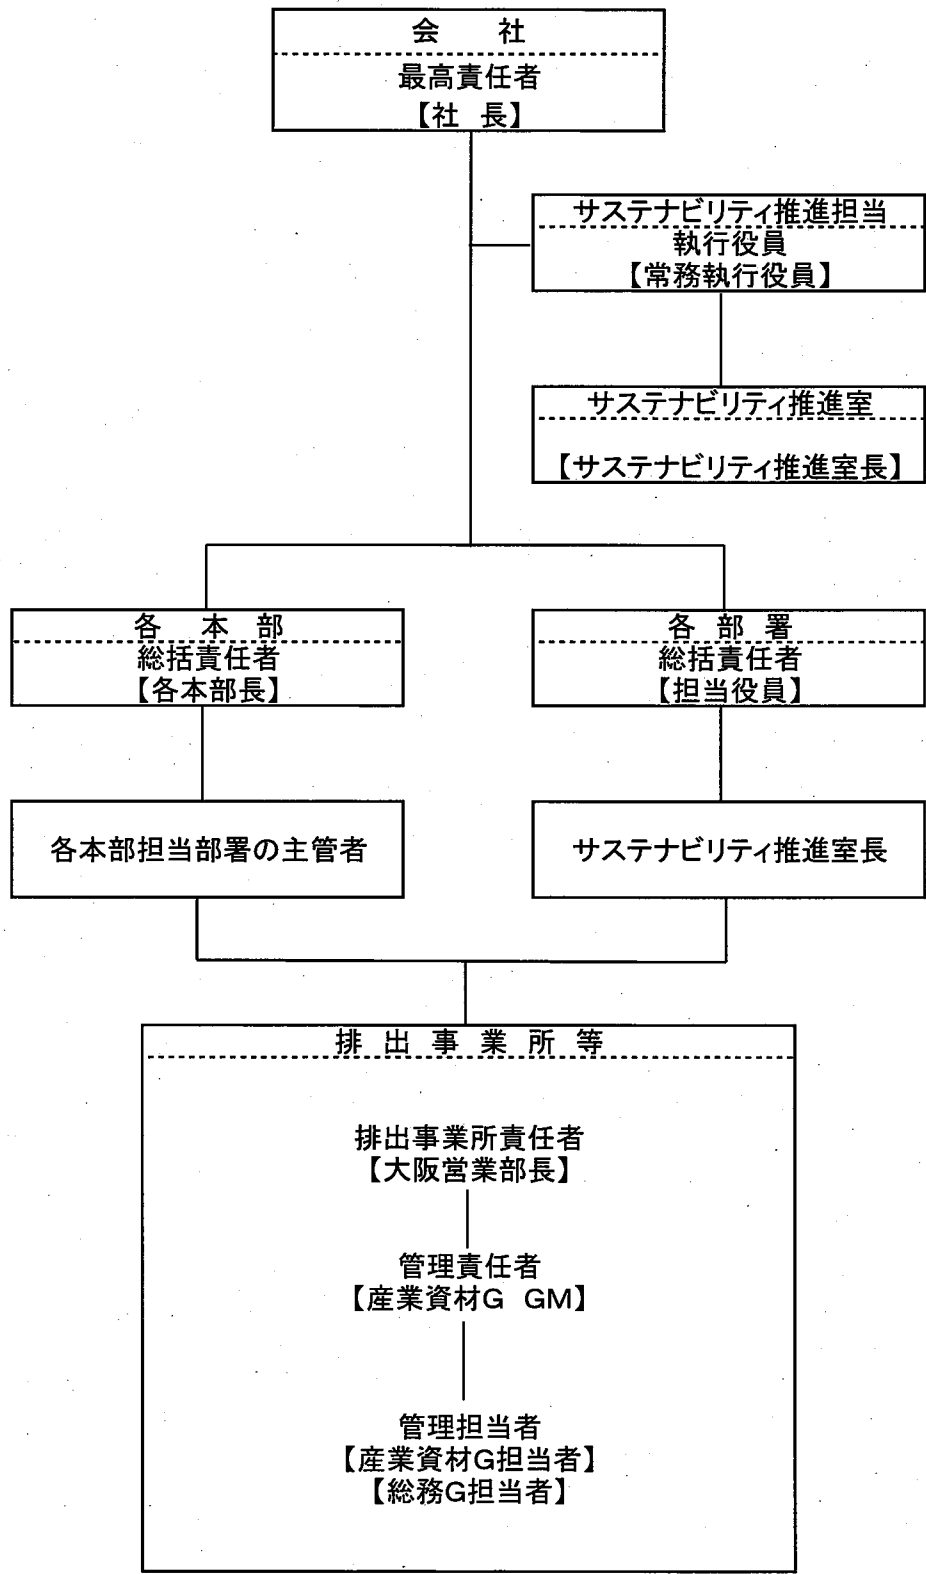 会　社
最高責任者
【社 長】
サステナビリティ推進担当
執行役員
【常務執行役員】
サステナビリティ推進室
【サステナビリティ推進室長】
各　本　部
総括責任者
【各本部長】
各　部　署
総括責任者
【担当役員】
各本部担当部署の主管者
サステナビリティ推進室長
排　出　事　業　所　等
排出事業所責任者
【大阪営業部長】
管理責任者
【産業資材G　GM】
管理担当者
【産業資材G担当者】
【総務G担当者】